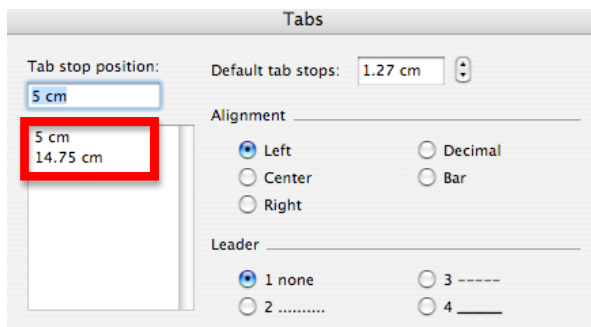 Tabs
Tab stop position:
5 cm
5 cm
14.75 cm
Default tab stops: 1.27 cm
Alignment
Left
Decimal
Center
Bar
Right
Leader
1 none
3 -----
2 ..........
4 _____